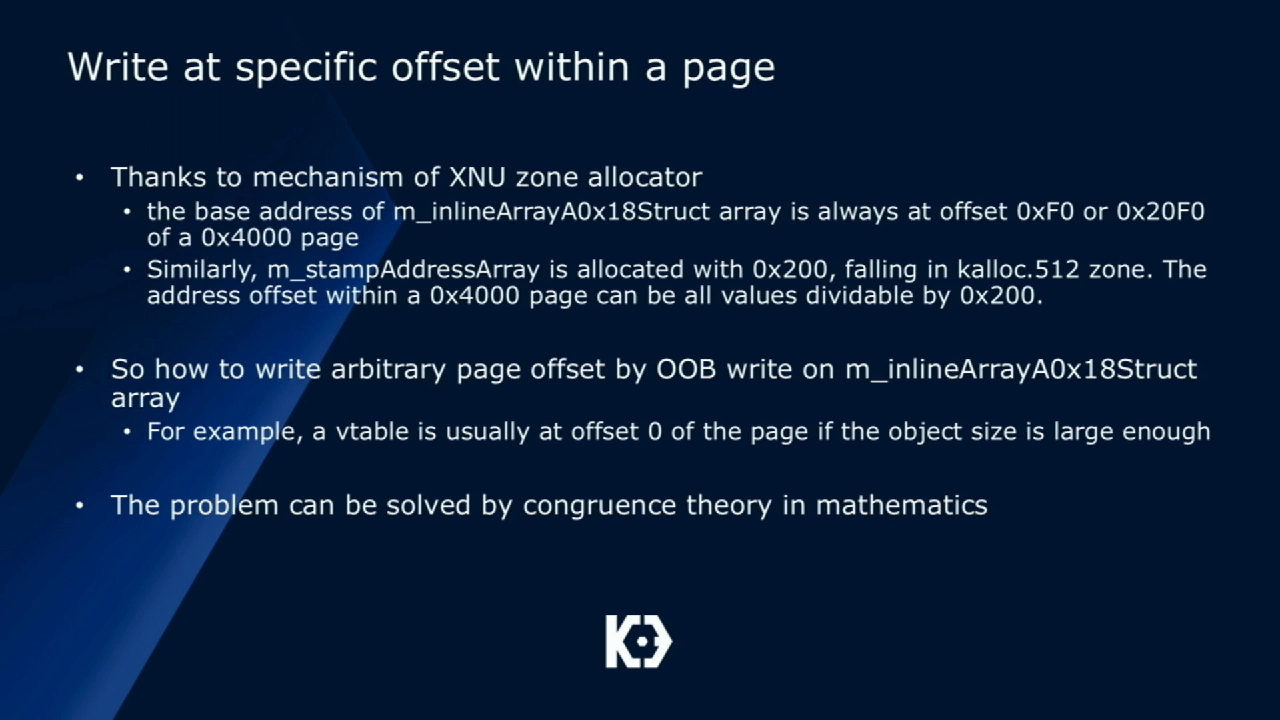 Write at specific offset within a page
• Thanks to mechanism of XNU zone allocator
• the base address of m_inlineArrayA0x18Struct array is always at offset 0xF0 or 0x20F0
of a 0x4000 page
• Similarly, m_stampAddressArray is allocated with 0x200, falling in kalloc.512 zone. The
address offset within a 0x4000 page can be all values dividable by 0x200.
• So how to write arbitrary page offset by OOB write on m_inlineArrayA0x18Struct
array
• For example, a vtable is usually at offset 0 of the page if the object size is large enough
• The problem can be solved by congruence theory in mathematics